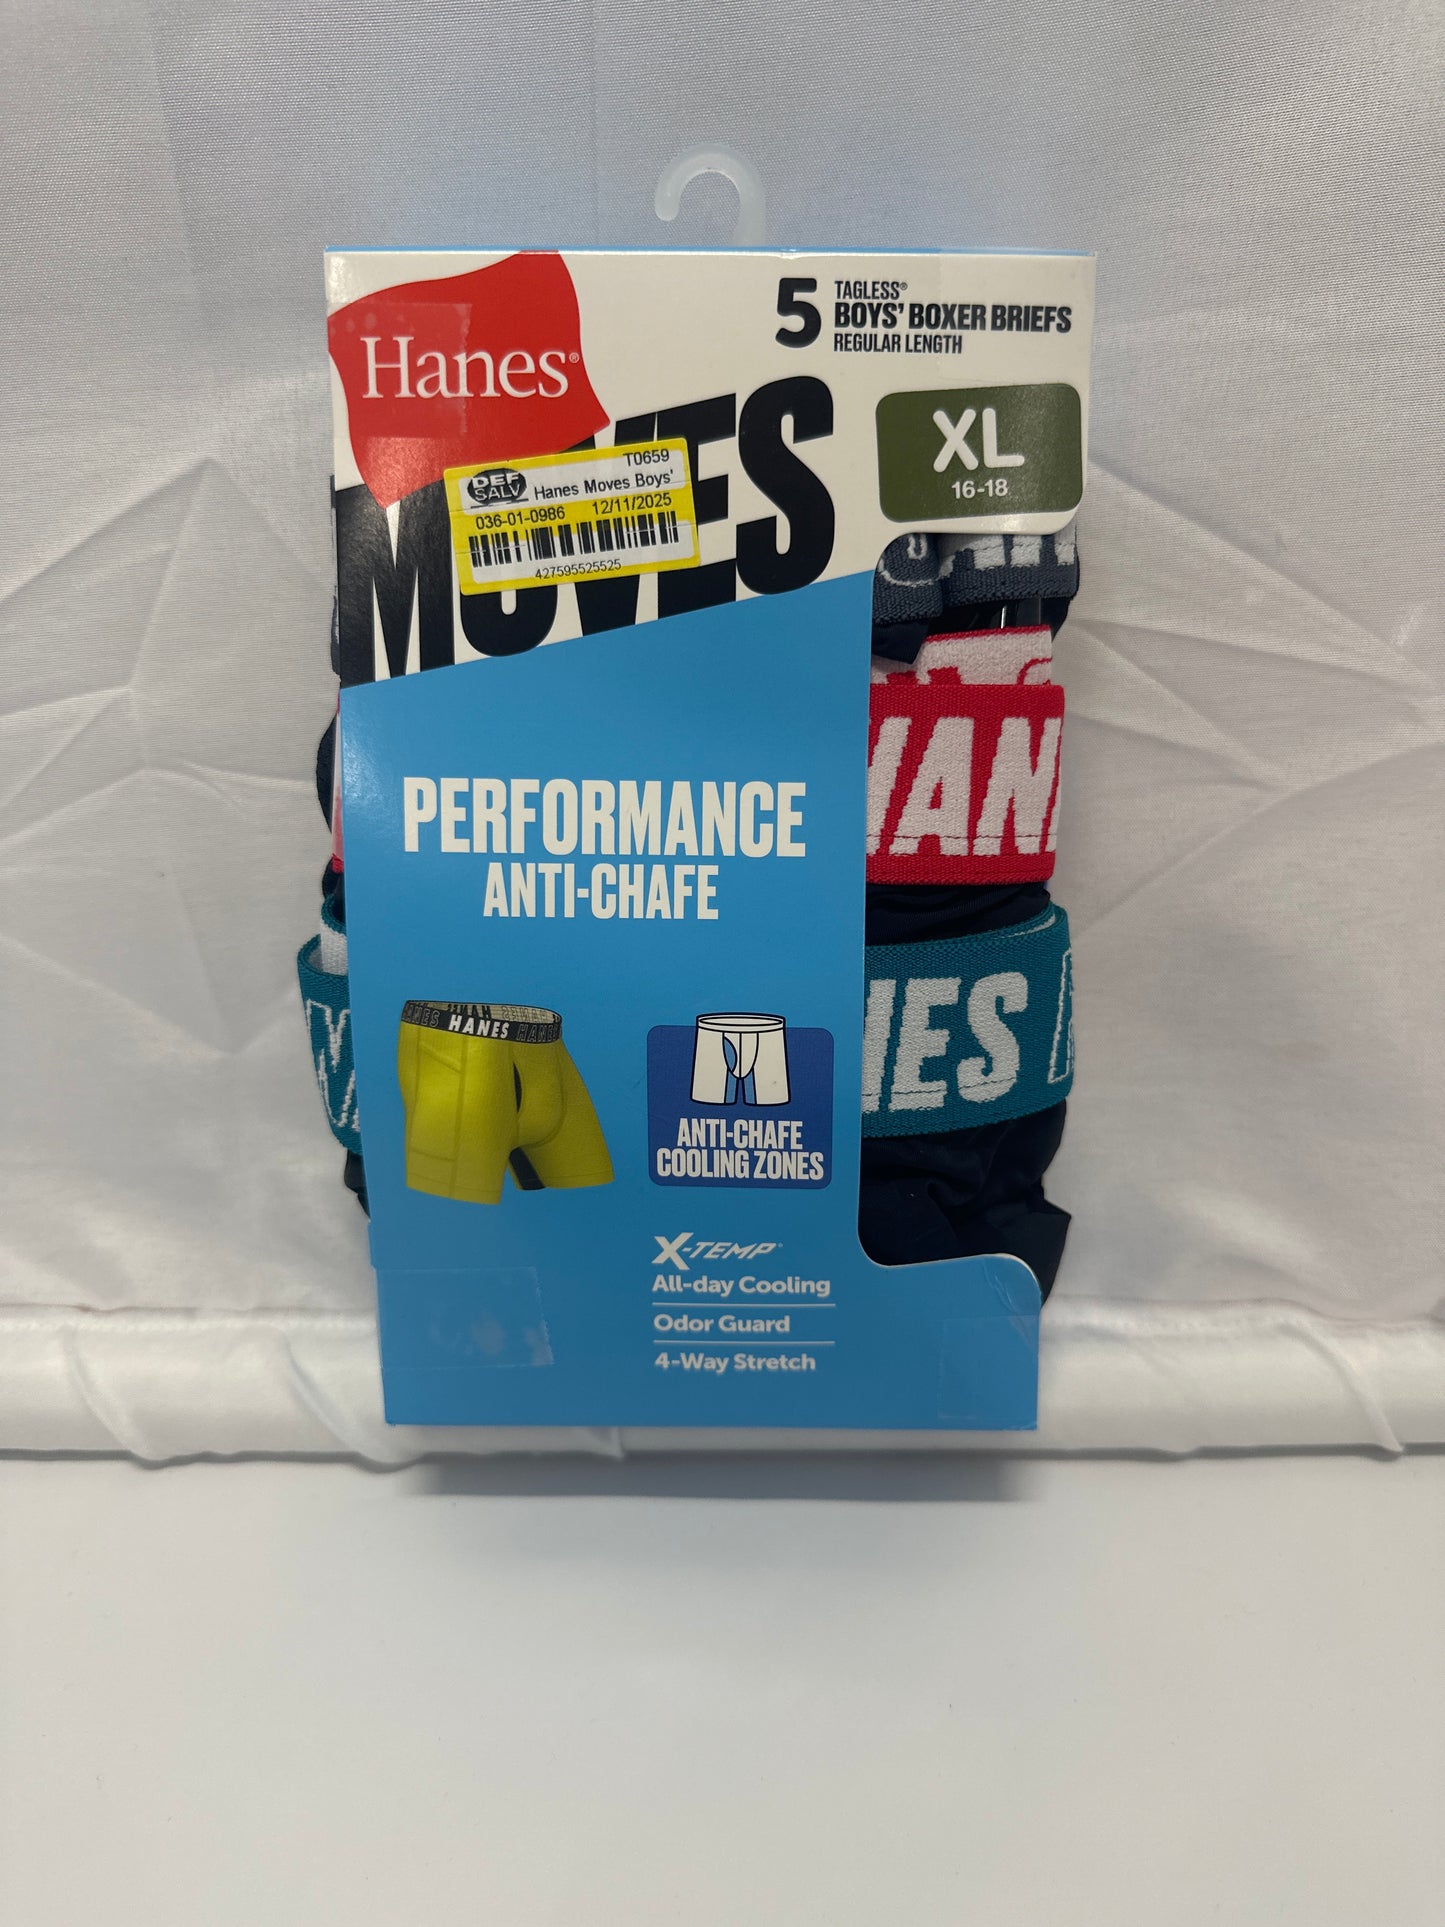 5
TAGLESS®
BOYS' BOXER BRIEFS
REGULAR LENGTH
Hanes®
MOVES
XL
16-18
T0659
DEF
SALV
Hanes Moves Boys'
036-01-0986 12/11/2025
427595525525
PERFORMANCE
ANTI-CHAFE
HANES
ANTI-CHAFE
COOLING ZONES
X-TEMP®
All-day Cooling
Odor Guard
4-Way Stretch